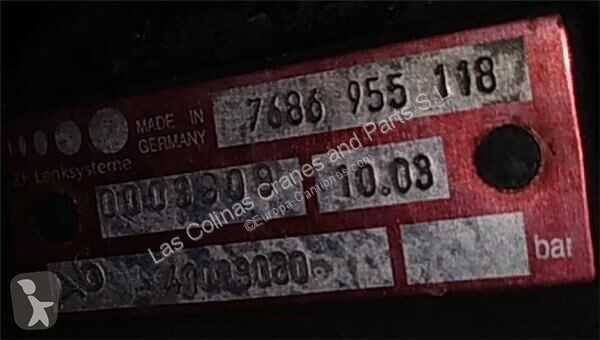 MADE IN
GERMANY
7686 955 118
ZF Lenksysteme
10.03
bar
Las Colinas Cranes and Parts S.L.
©Europa-Camiones.com